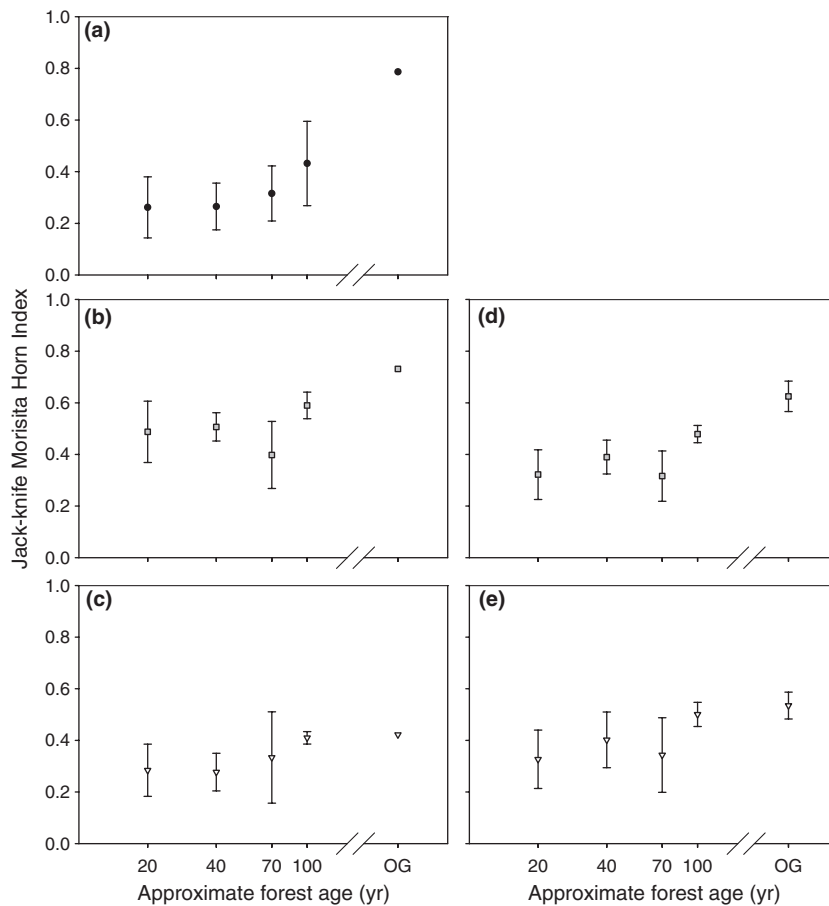 Jack-knife Morisita Horn Index
(a)
1.0
0.8
0.6
0.4
0.2
0.0
(b)
1.0
0.8
0.6
0.4
0.2
0.0
(d)
(c)
1.0
0.8
0.6
0.4
0.2
0.0
20 40 70 100 OG
Approximate forest age (yr)
(e)
20 40 70 100 OG
Approximate forest age (yr)